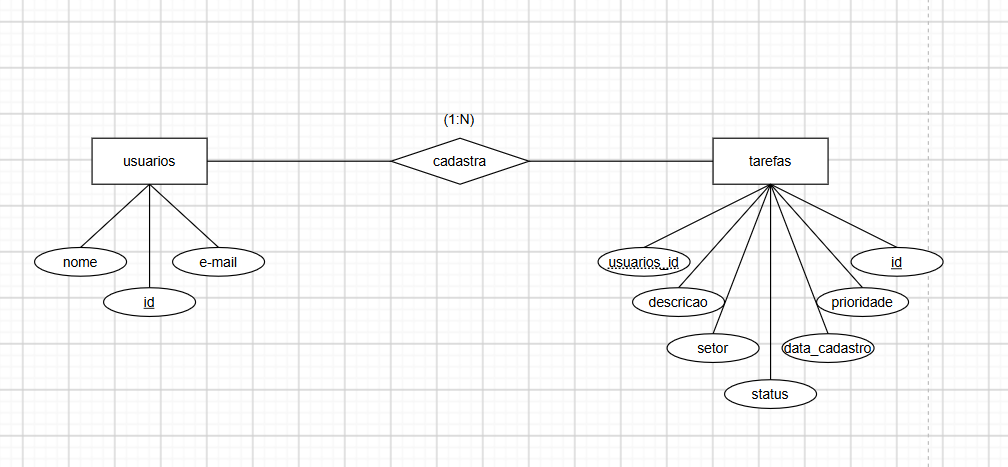 (1:N)
usuarios
cadastra
tarefas
nome
e-mail
usuarios_id
id
id
descricao
prioridade
setor
data_cadastro
status